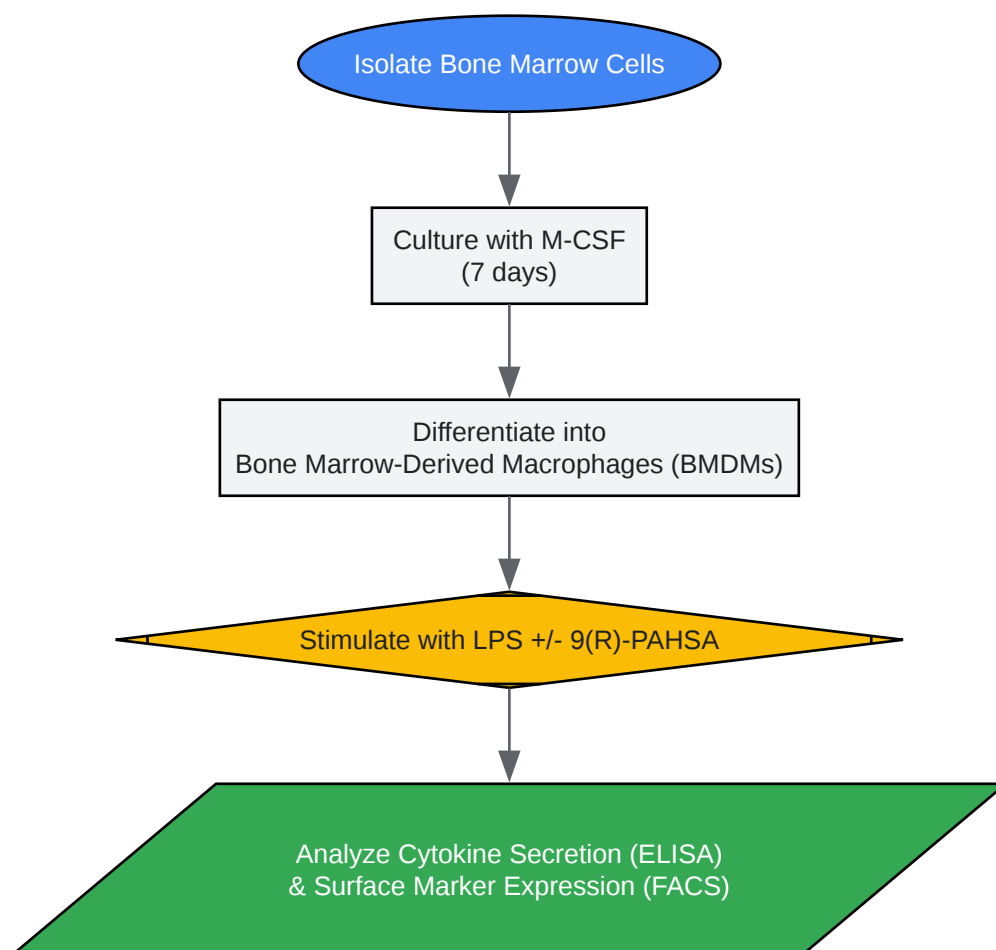 Isolate Bone Marrow Cells
Culture with M-CSF
(7 days)
Differentiate into
Bone Marrow-Derived Macrophages (BMDMs)
Stimulate with LPS +/- 9(R)-PAHSA
Analyze Cytokine Secretion (ELISA)
& Surface Marker Expression (FACS)